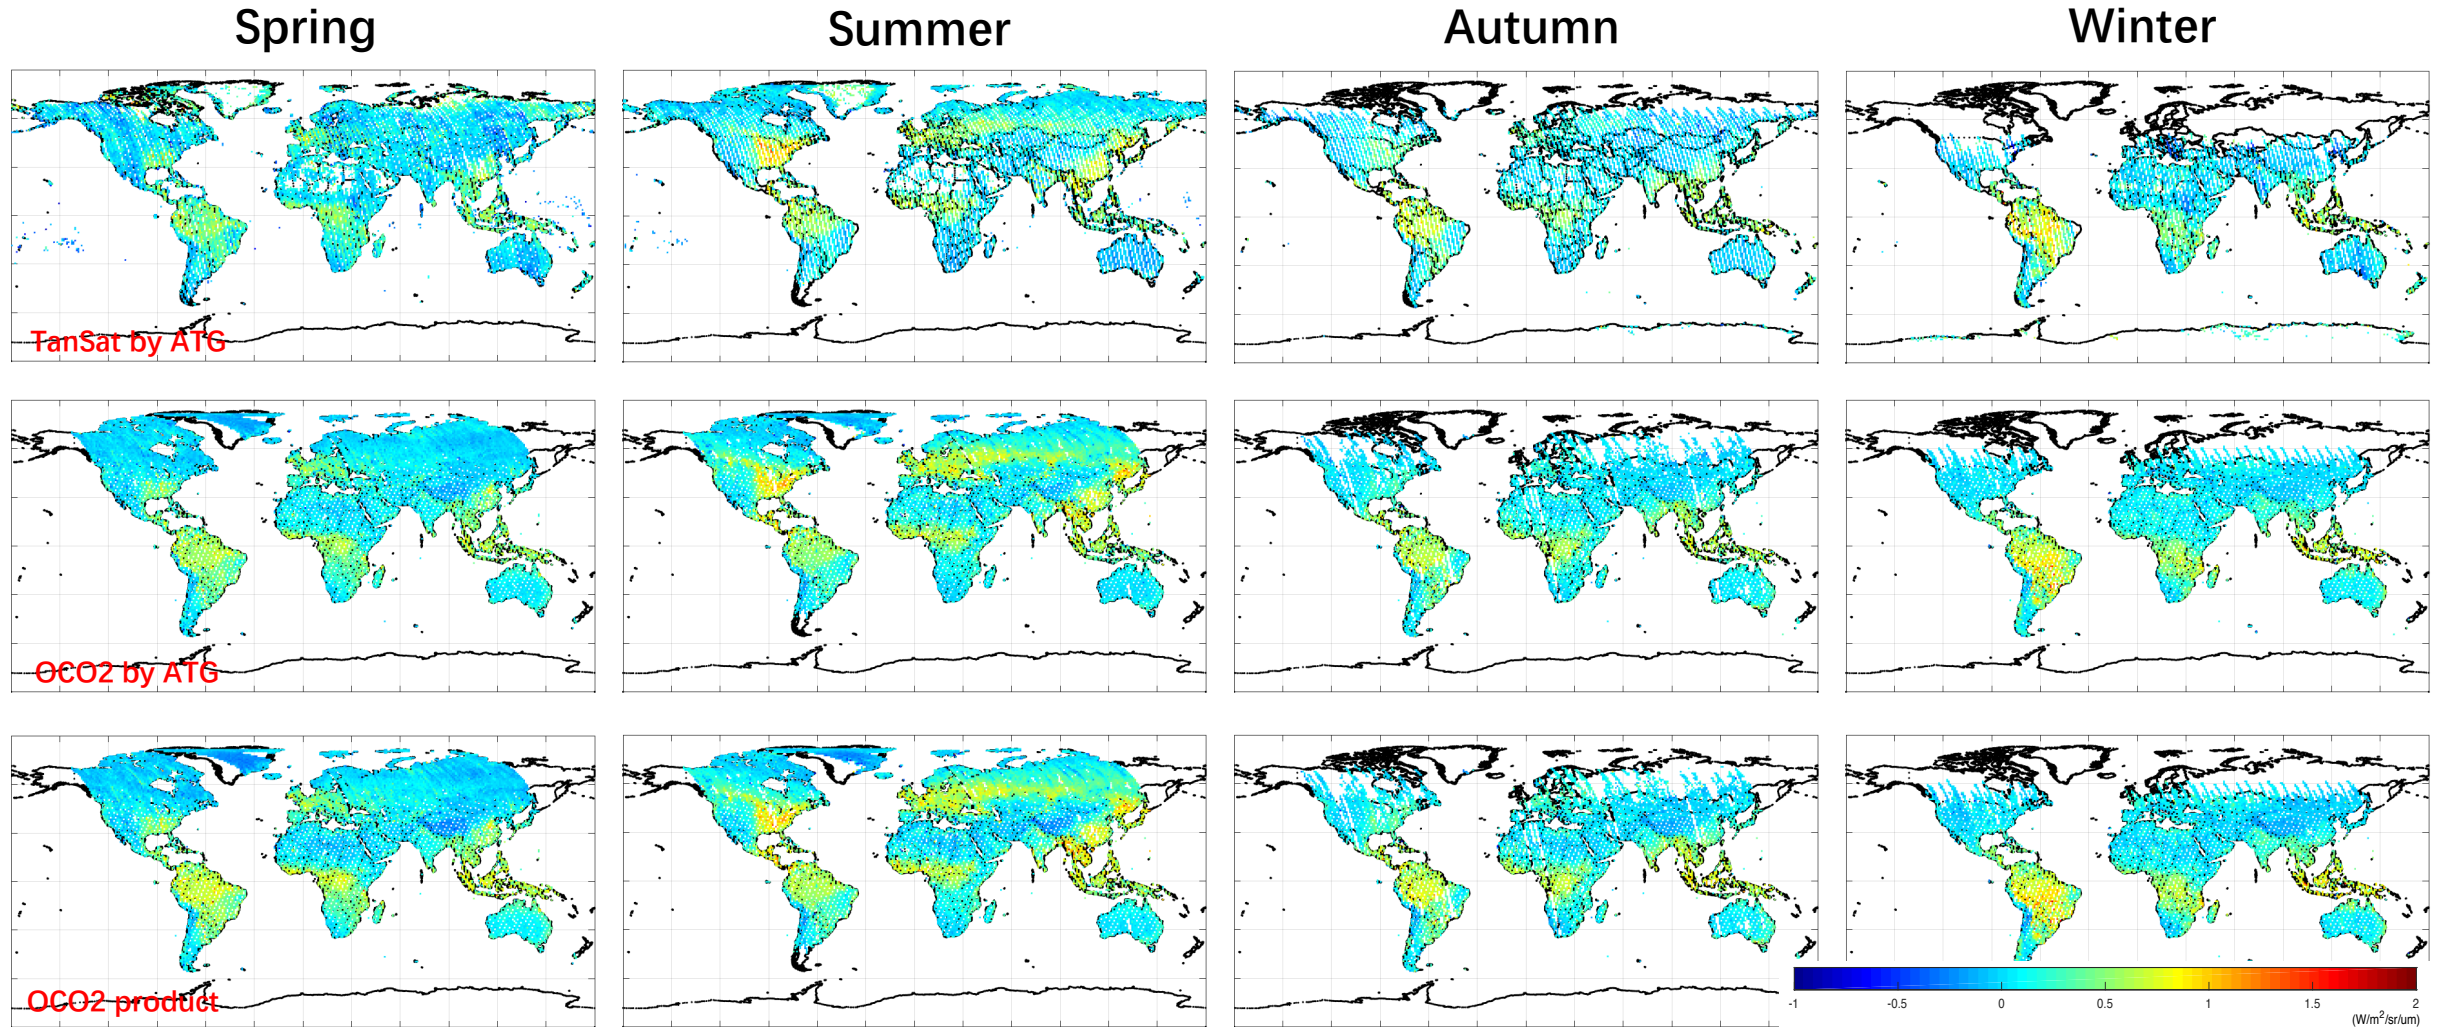 Spring Summer Autumn Winter
TanSat by ATG
OCO2 by ATG
OCO2 product
-1 -0.5 0 0.5 1 1.5 2
(W/m²/sr/um)